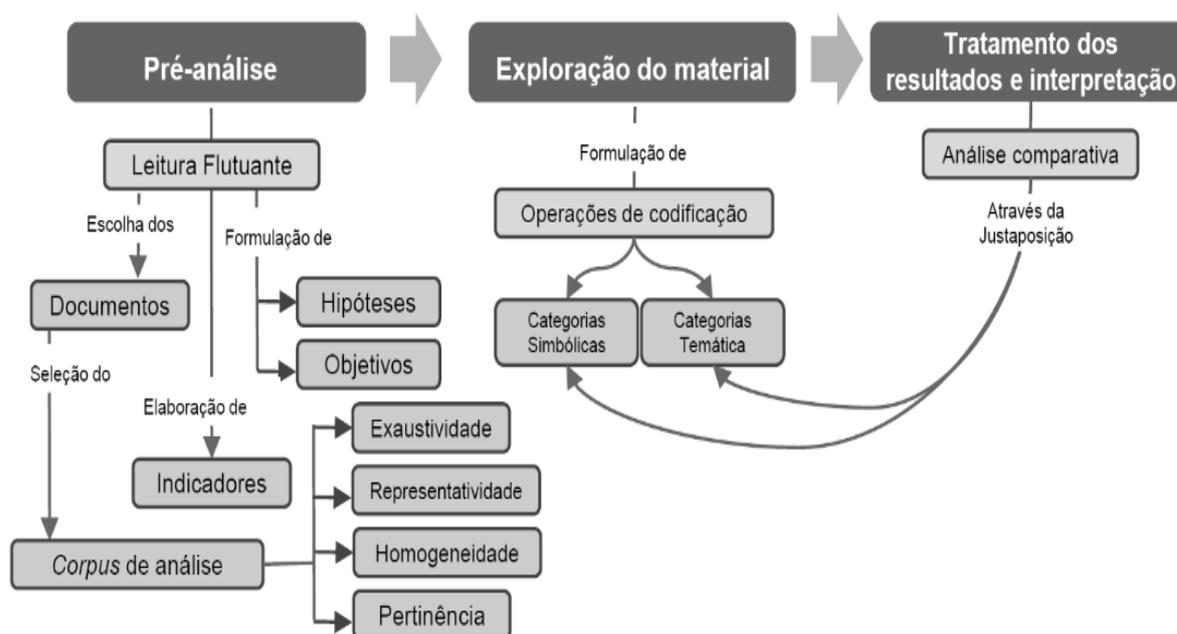 Pré-análise
Exploração do material
Tratamento dos
resultados e interpretação
Leitura Flutuante
Escolha dos
Formulação de
Documentos
Hipóteses
Objetivos
Seleção do
Elaboração de
Indicadores
Corpus de análise
Exaustividade
Representatividade
Homogeneidade
Pertinência
Formulação de
Operações de codificação
Categorias
Simbólicas
Categorias
Temática
Análise comparativa
Através da
Justaposição